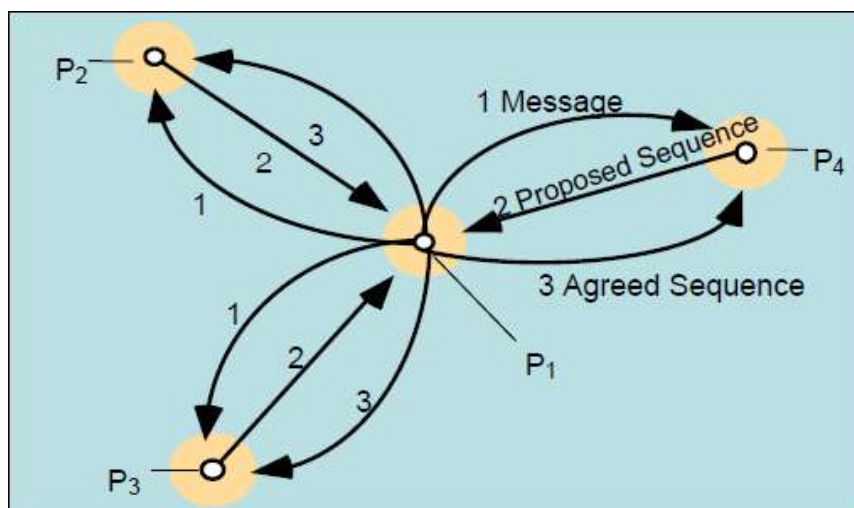 P₂
3
2
1
1 Message
2 Proposed Sequence
P₄
3 Agreed Sequence
1
2
3
P₁
P₃